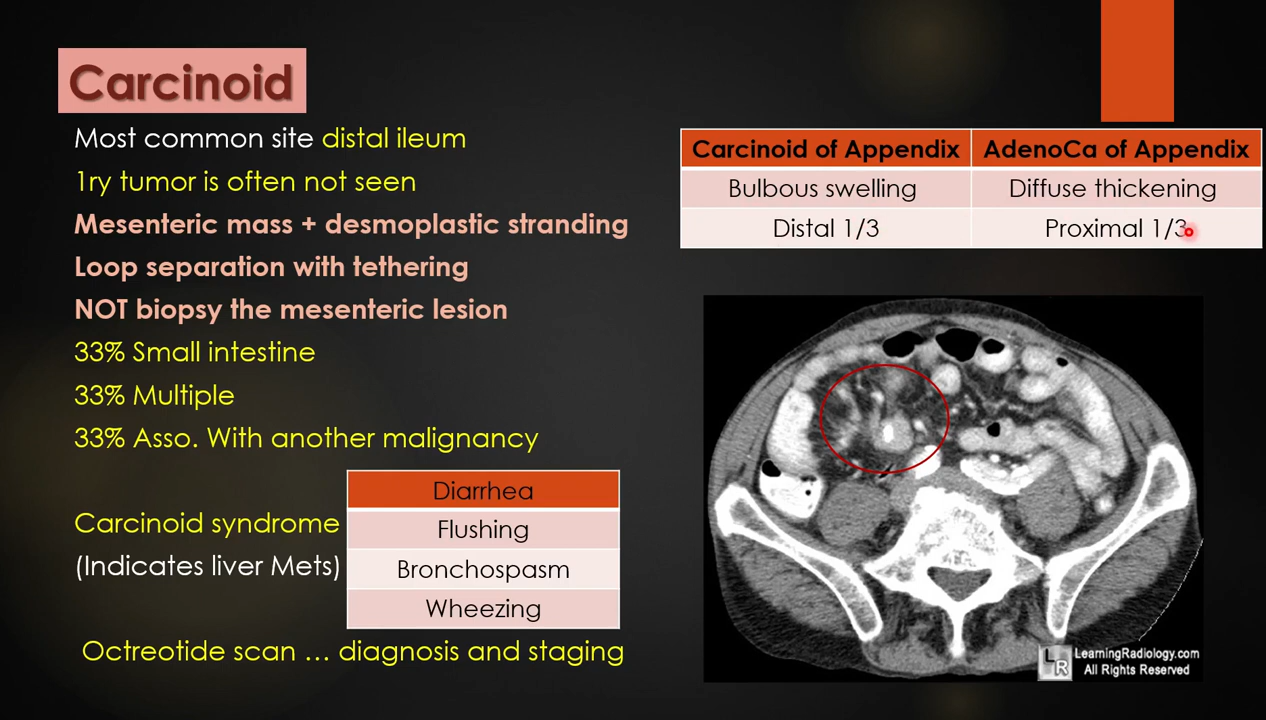 Carcinoid
Most common site distal ileum
1ry tumor is often not seen
Mesenteric mass + desmoplastic stranding
Loop separation with tethering
NOT biopsy the mesenteric lesion
33% Small intestine
33% Multiple
33% Asso. With another malignancy
Carcinoid syndrome
(Indicates liver Mets)
Diarrhea
Flushing
Bronchospasm
Wheezing
Octreotide scan ... diagnosis and staging
Carcinoid of Appendix AdenoCa of Appendix
Bulbous swelling Diffuse thickening
Distal 1/3 Proximal 1/3
LR
LearningRadiology.com
All Rights Reserved